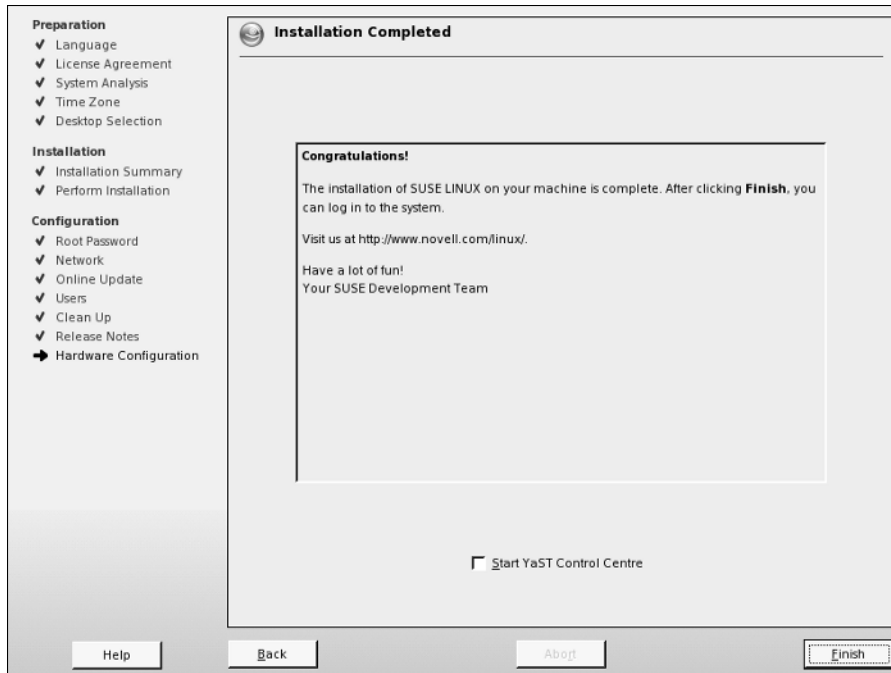 Preparation
Language
License Agreement
System Analysis
Time Zone
Desktop Selection
Installation
Installation Summary
Perform Installation
Configuration
Root Password
Network
Online Update
Users
Clean Up
Release Notes
Hardware Configuration
Installation Completed
Congratulations!
The installation of SUSE LINUX on your machine is complete. After clicking Finish, you
can log in to the system.
Visit us at http://www.novell.com/linux/.
Have a lot of fun!
Your SUSE Development Team
Start YaST Control Centre
Help
Back
Abort
Finish